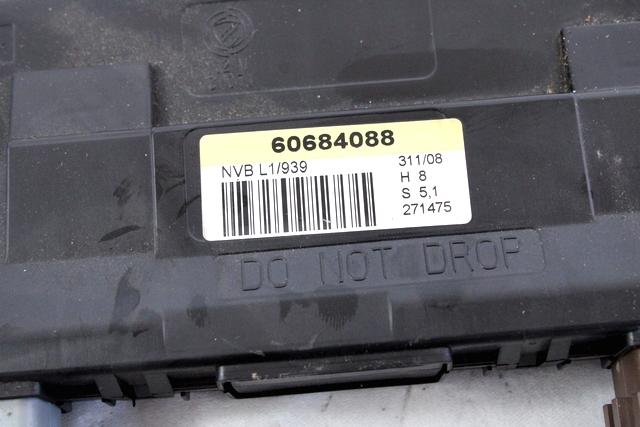 60684088
NVB L1/939
311/08
H 8
S 5,1
271475
DO NOT DROP